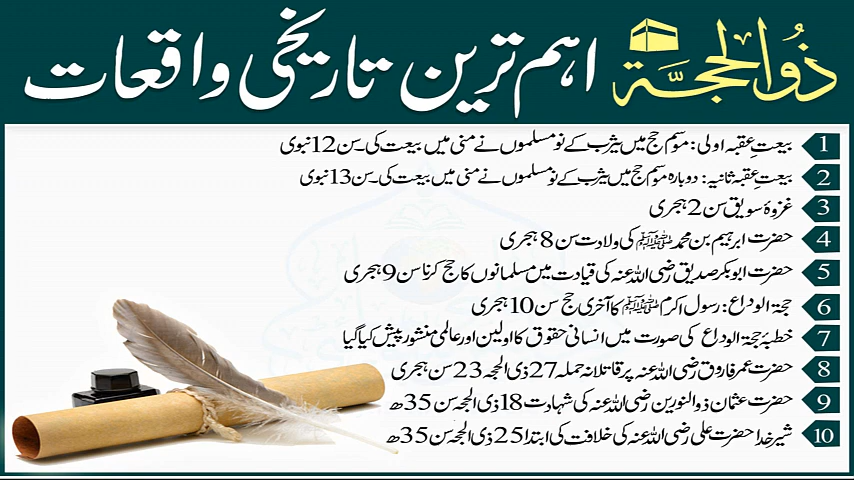 ذُوالحجۃ اہم ترین تاریخی واقعات
1 بیعتِ عقبہ اولی: موسم حج میں یثرب کے نو مسلموں نے منی میں بیعت کی۔ سن 12 نبوی
2 بیعتِ عقبہ ثانیہ: دوبارہ موسم حج میں یثرب کے نو مسلموں نے منی میں بیعت کی۔ سن 13 نبوی
3 غزوۂ سویق سن 2 ہجری
4 حضرت ابرہیم بن محمد ﷺ کی ولادت سن 8 ہجری
5 حضرت ابوبکر صدیق رضی اللہ عنہ کی قیادت میں مسلمانوں کا حج کرنا سن 9 ہجری
6 حجۃ الوداع: رسول اکرم ﷺ کا آخری حج سن 10 ہجری
7 خطبۂ حجۃ الوداع کی صورت میں انسانی حقوق کا اولین اور عالمی منشور پیش کیا گیا
8 حضرت عمر فاروق رضی اللہ عنہ پر قاتلانہ حملہ 27 ذی الحجہ 23 سن ہجری
9 حضرت عثمان ذوالنورین رضی اللہ عنہ کی شہادت 18 ذی الحجہ سن 35ھ
10 شیر خدا حضرت علی رضی اللہ عنہ کی خلافت کی ابتدا 25 ذی الحجہ سن 35ھ